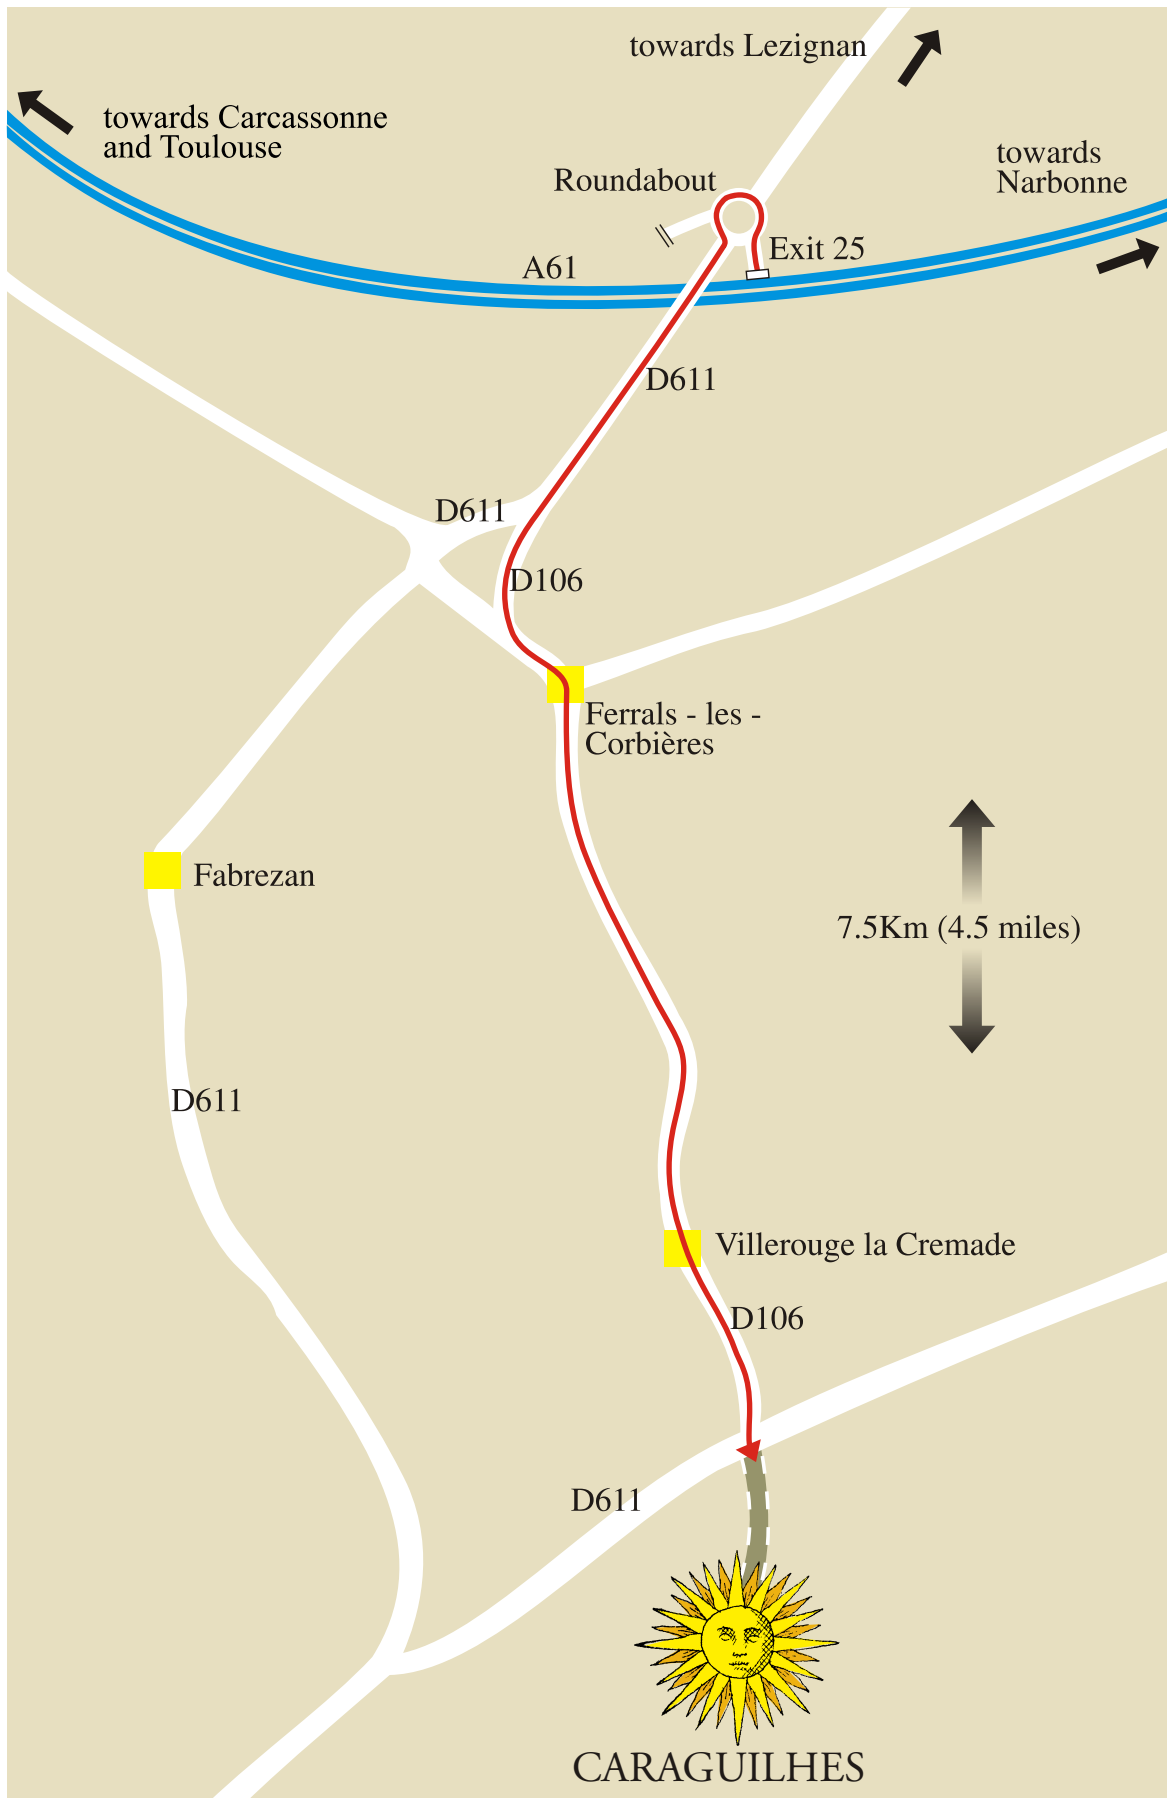 towards Lezignan
towards Carcassonne
and Toulouse
towards
Narbonne
Roundabout
Exit 25
A61
D611
D611
D106
Ferrals - les -
Corbières
Fabrezan
7.5Km (4.5 miles)
D611
Villerouge la Cremade
D106
D611
CARAGUILHES